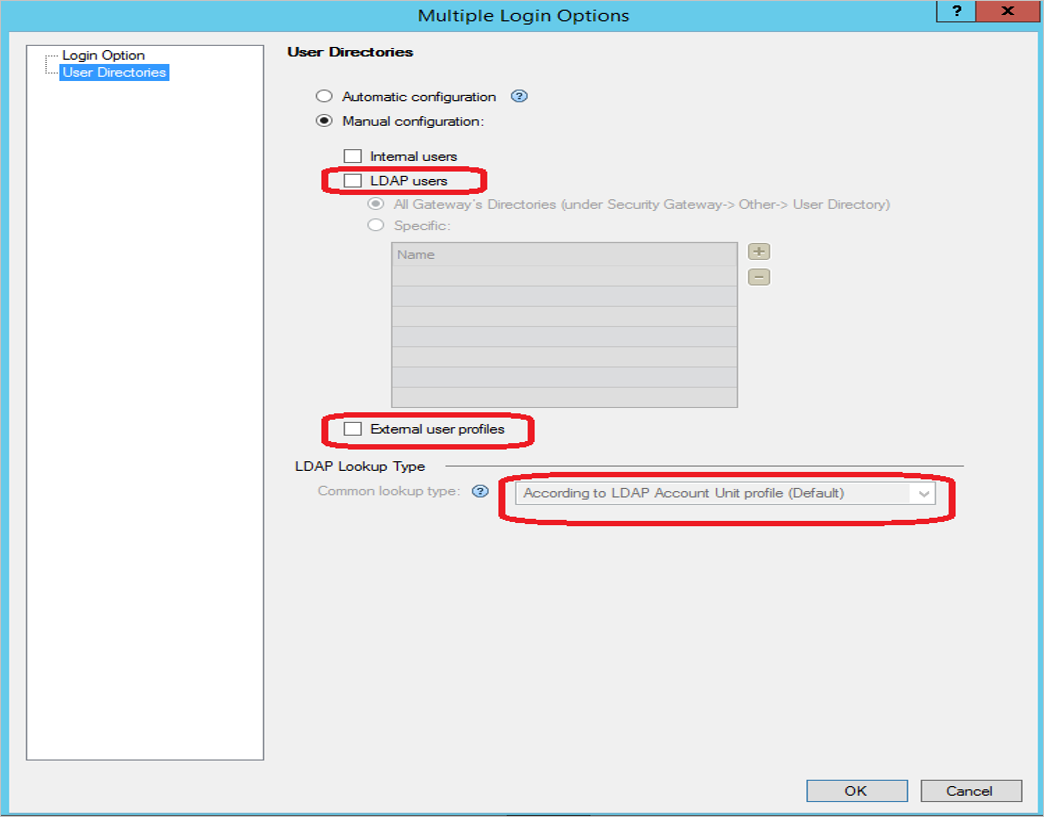 Multiple Login Options
?
x
Login Option
User Directories
User Directories
Automatic configuration ?
Manual configuration:
Internal users
LDAP users
All Gateway's Directories (under Security Gateway-> Other-> User Directory)
Specific:
Name
+
−
External user profiles
LDAP Lookup Type
Common lookup type: ? According to LDAP Account Unit profile (Default)
OK
Cancel